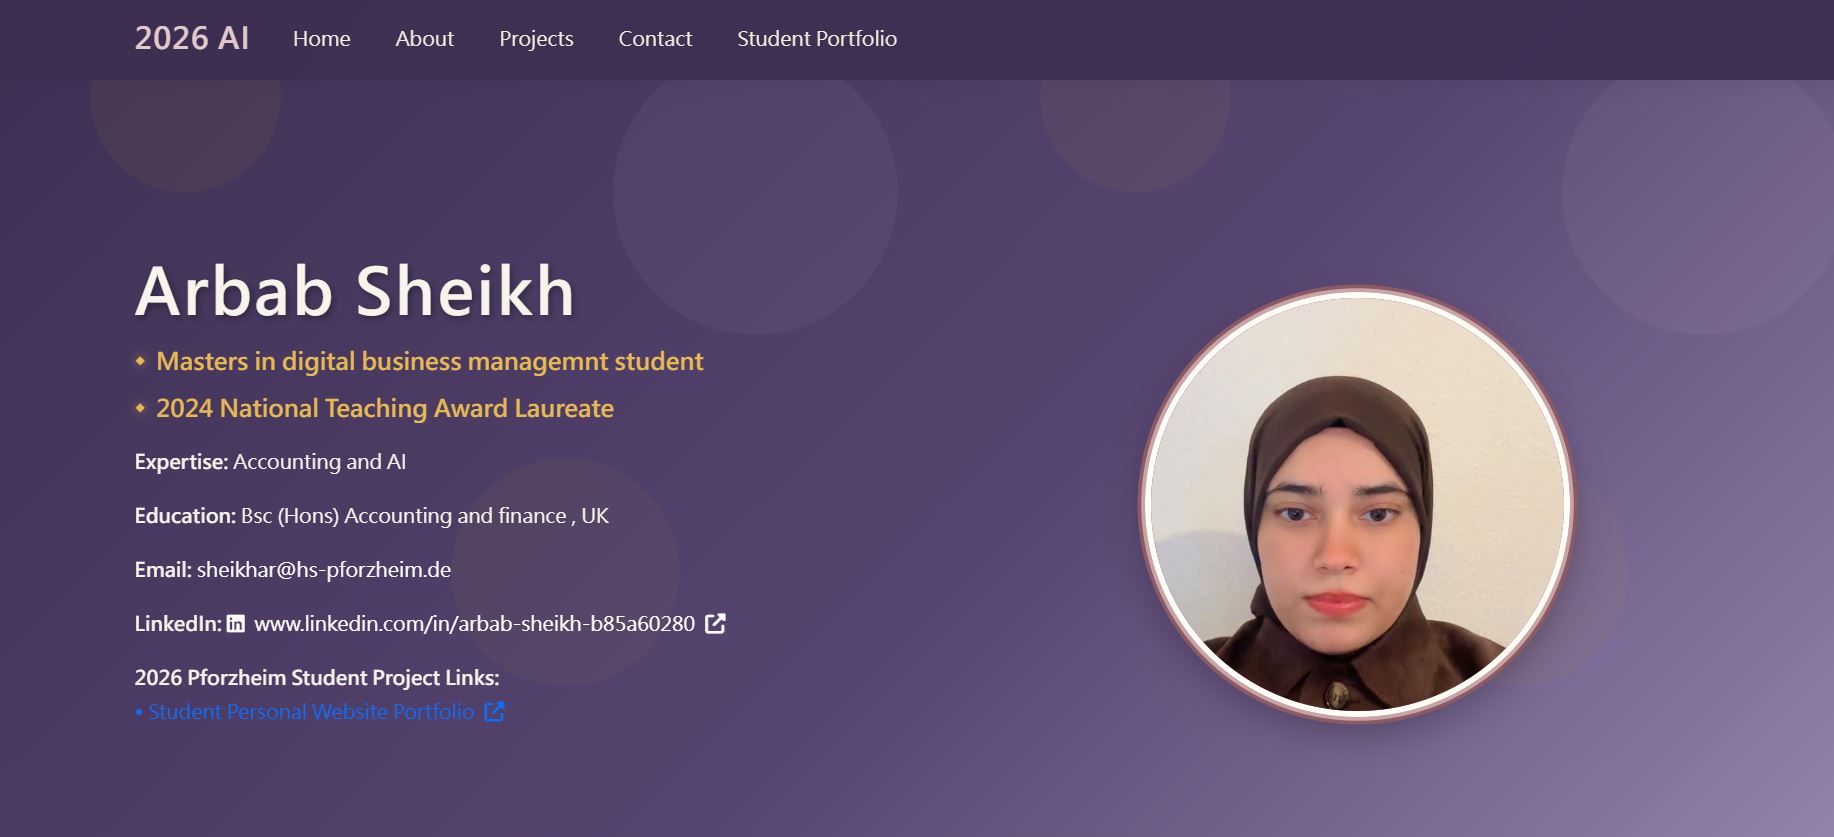 2026 AI Home About Projects Contact Student Portfolio
Arbab Sheikh
Masters in digital business managemnt student
2024 National Teaching Award Laureate
Expertise: Accounting and AI
Education: Bsc (Hons) Accounting and finance , UK
Email: sheikhar@hs-pforzheim.de
LinkedIn: in www.linkedin.com/in/arbab-sheikh-b85a60280
2026 Pforzheim Student Project Links:
• Student Personal Website Portfolio